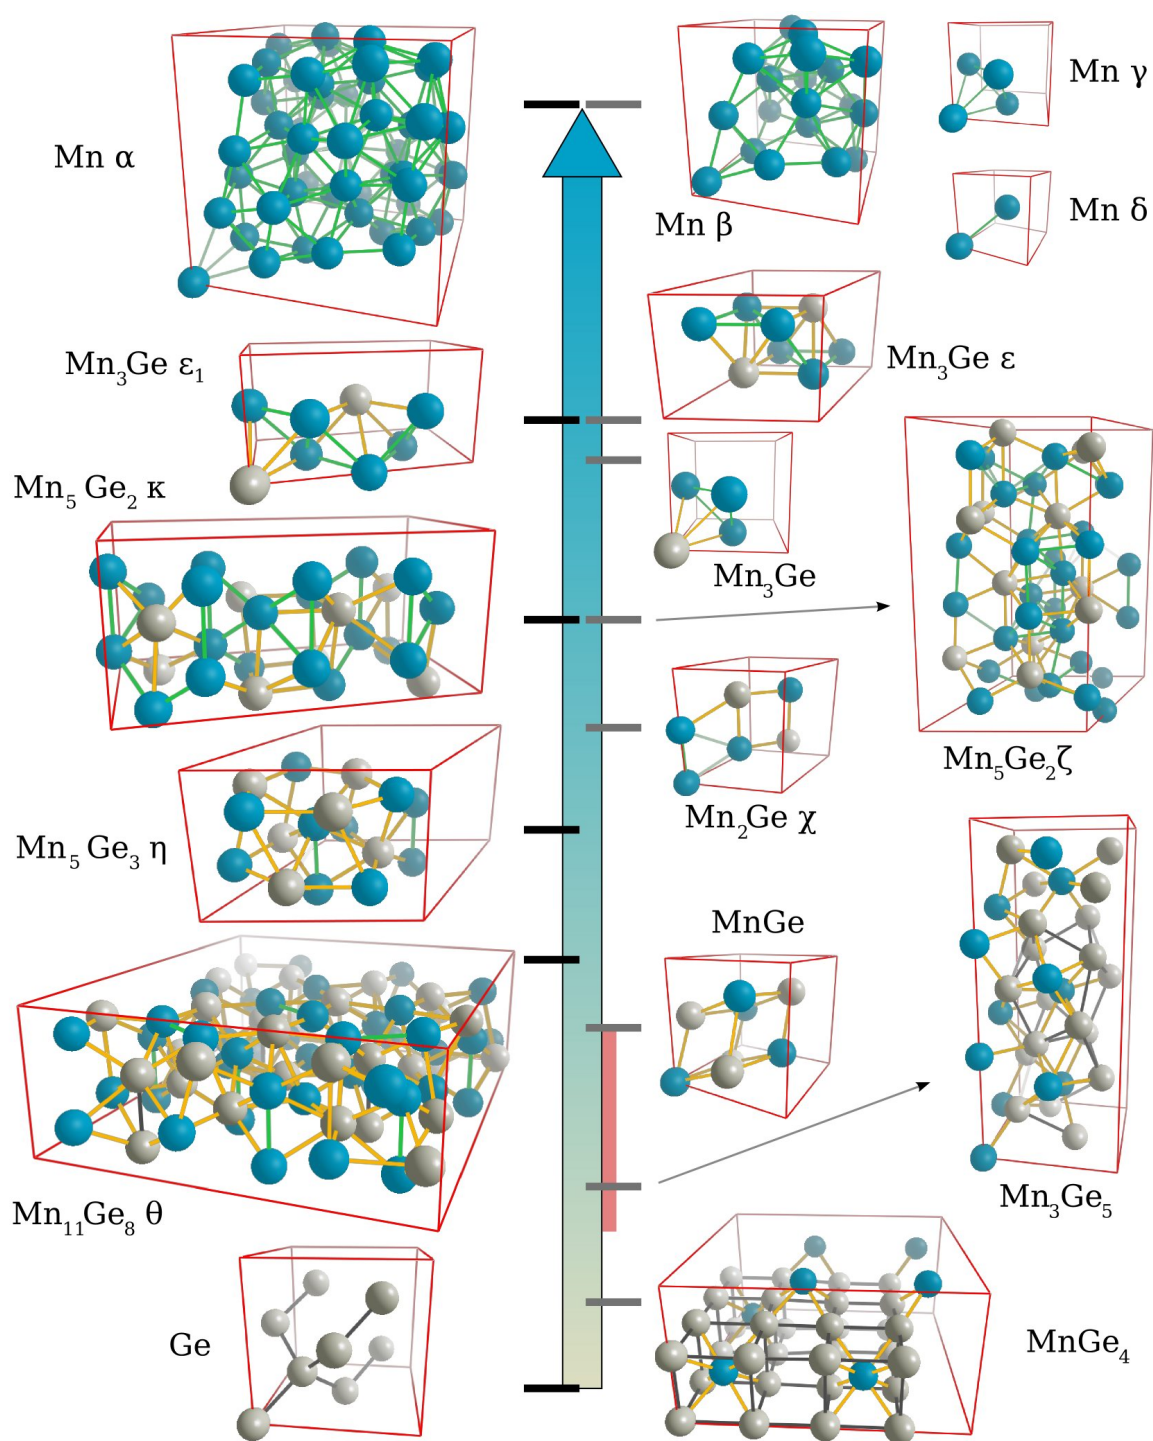 Mn γ
Mn α
Mn δ
Mn β
Mn₃Ge ε₁
Mn₃Ge ε
Mn₅ Ge₂ κ
Mn₃Ge
Mn₅Ge₂ζ
Mn₂Ge χ
Mn₅ Ge₃ η
MnGe
Mn₁₁Ge₈ θ
Mn₃Ge₅
Ge
MnGe₄